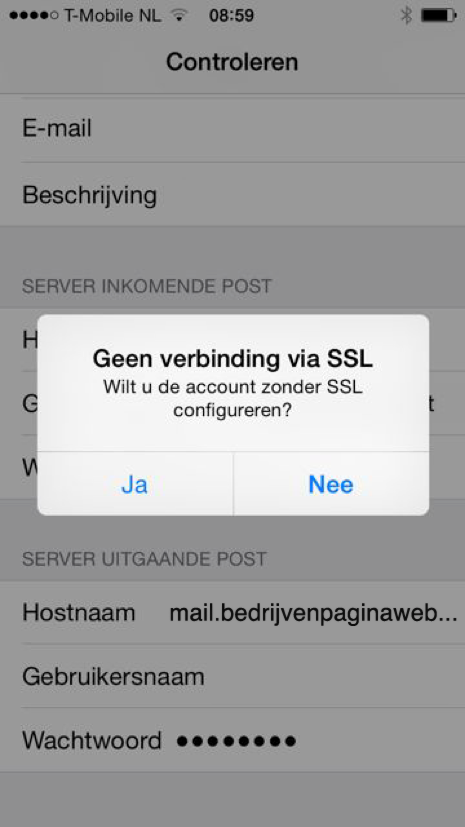 T-Mobile NL 08:59
Controleren
E-mail
Beschrijving
SERVER INKOMENDE POST
H
Geen verbinding via SSL
Wilt u de account zonder SSL
configureren?
G t
W
Ja Nee
SERVER UITGAANDE POST
Hostnaam mail.bedrijvenpaginaweb...
Gebruikersnaam
Wachtwoord ●●●●●●●●